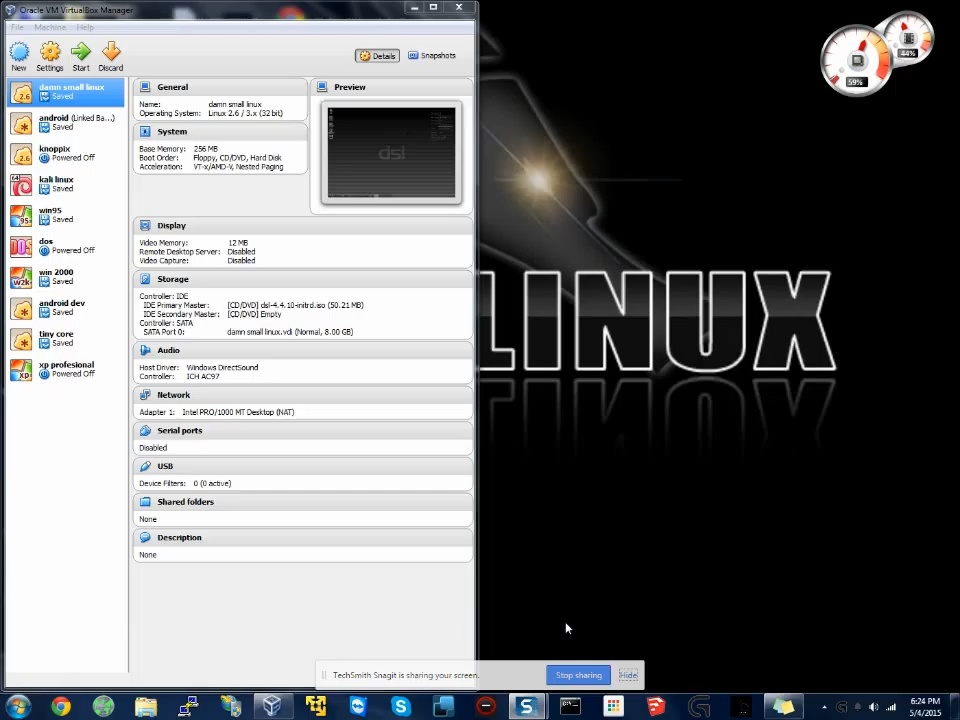 Oracle VM VirtualBox Manager
File Machine Help
New Settings Start Discard
Details Snapshots
damn small linux
Saved
android (Linked Ba...)
Saved
knoppix
Powered Off
kali linux
Saved
win95
Saved
dos
Powered Off
win 2000
Saved
android dev
Saved
tiny core
Saved
xp profesional
Powered Off
General
Name: damn small linux
Operating System: Linux 2.6 / 3.x (32 bit)
System
Base Memory: 256 MB
Boot Order: Floppy, CD/DVD, Hard Disk
Acceleration: VT-x/AMD-V, Nested Paging
Preview
dsl
Display
Video Memory: 12 MB
Remote Desktop Server: Disabled
Video Capture: Disabled
Storage
Controller: IDE
IDE Primary Master: [CD/DVD] dsl-4.4.10-initrd.iso (50.21 MB)
IDE Secondary Master: [CD/DVD] Empty
Controller: SATA
SATA Port 0: damn small linux.vdi (Normal, 8.00 GB)
Audio
Host Driver: Windows DirectSound
Controller: ICH AC97
Network
Adapter 1: Intel PRO/1000 MT Desktop (NAT)
Serial ports
Disabled
USB
Device Filters: 0 (0 active)
Shared folders
None
Description
None
59%
44%
LINUX
TechSmith Snagit is sharing your screen.
Stop sharing
Hide
6:24 PM
5/4/2015